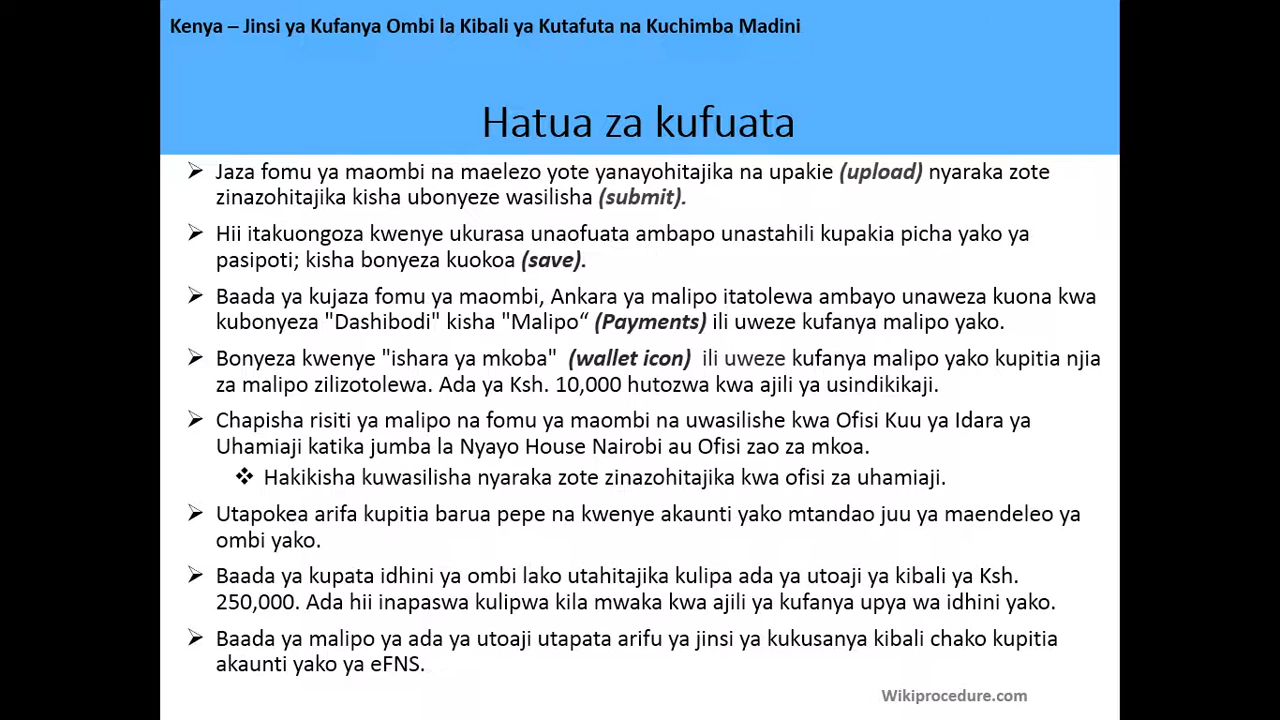 Kenya – Jinsi ya Kufanya Ombi la Kibali ya Kutafuta na Kuchimba Madini
Hatua za kufuata
➢ Jaza fomu ya maombi na maelezo yote yanayohitajika na upakie (upload) nyaraka zote
zinazohitajika kisha ubonyeze wasilisha (submit).
➢ Hii itakuongoza kwenye ukurasa unaofuata ambapo unastahili kupakia picha yako ya
pasipoti; kisha bonyeza kuokoa (save).
➢ Baada ya kujaza fomu ya maombi, Ankara ya malipo itatolewa ambayo unaweza kuona kwa
kubonyeza "Dashibodi" kisha "Malipo“ (Payments) ili uweze kufanya malipo yako.
➢ Bonyeza kwenye "ishara ya mkoba" (wallet icon) ili uweze kufanya malipo yako kupitia njia
za malipo zilizotolewa. Ada ya Ksh. 10,000 hutozwa kwa ajili ya usindikikaji.
➢ Chapisha risiti ya malipo na fomu ya maombi na uwasilishe kwa Ofisi Kuu ya Idara ya
Uhamiaji katika jumba la Nyayo House Nairobi au Ofisi zao za mkoa.
❖ Hakikisha kuwasilisha nyaraka zote zinazohitajika kwa ofisi za uhamiaji.
➢ Utapokea arifa kupitia barua pepe na kwenye akaunti yako mtandao juu ya maendeleo ya
ombi yako.
➢ Baada ya kupata idhini ya ombi lako utahitajika kulipa ada ya utoaji ya kibali ya Ksh.
250,000. Ada hii inapaswa kulipwa kila mwaka kwa ajili ya kufanya upya wa idhini yako.
➢ Baada ya malipo ya ada ya utoaji utapata arifu ya jinsi ya kukusanya kibali chako kupitia
akaunti yako ya eFNS.
Wikiprocedure.com